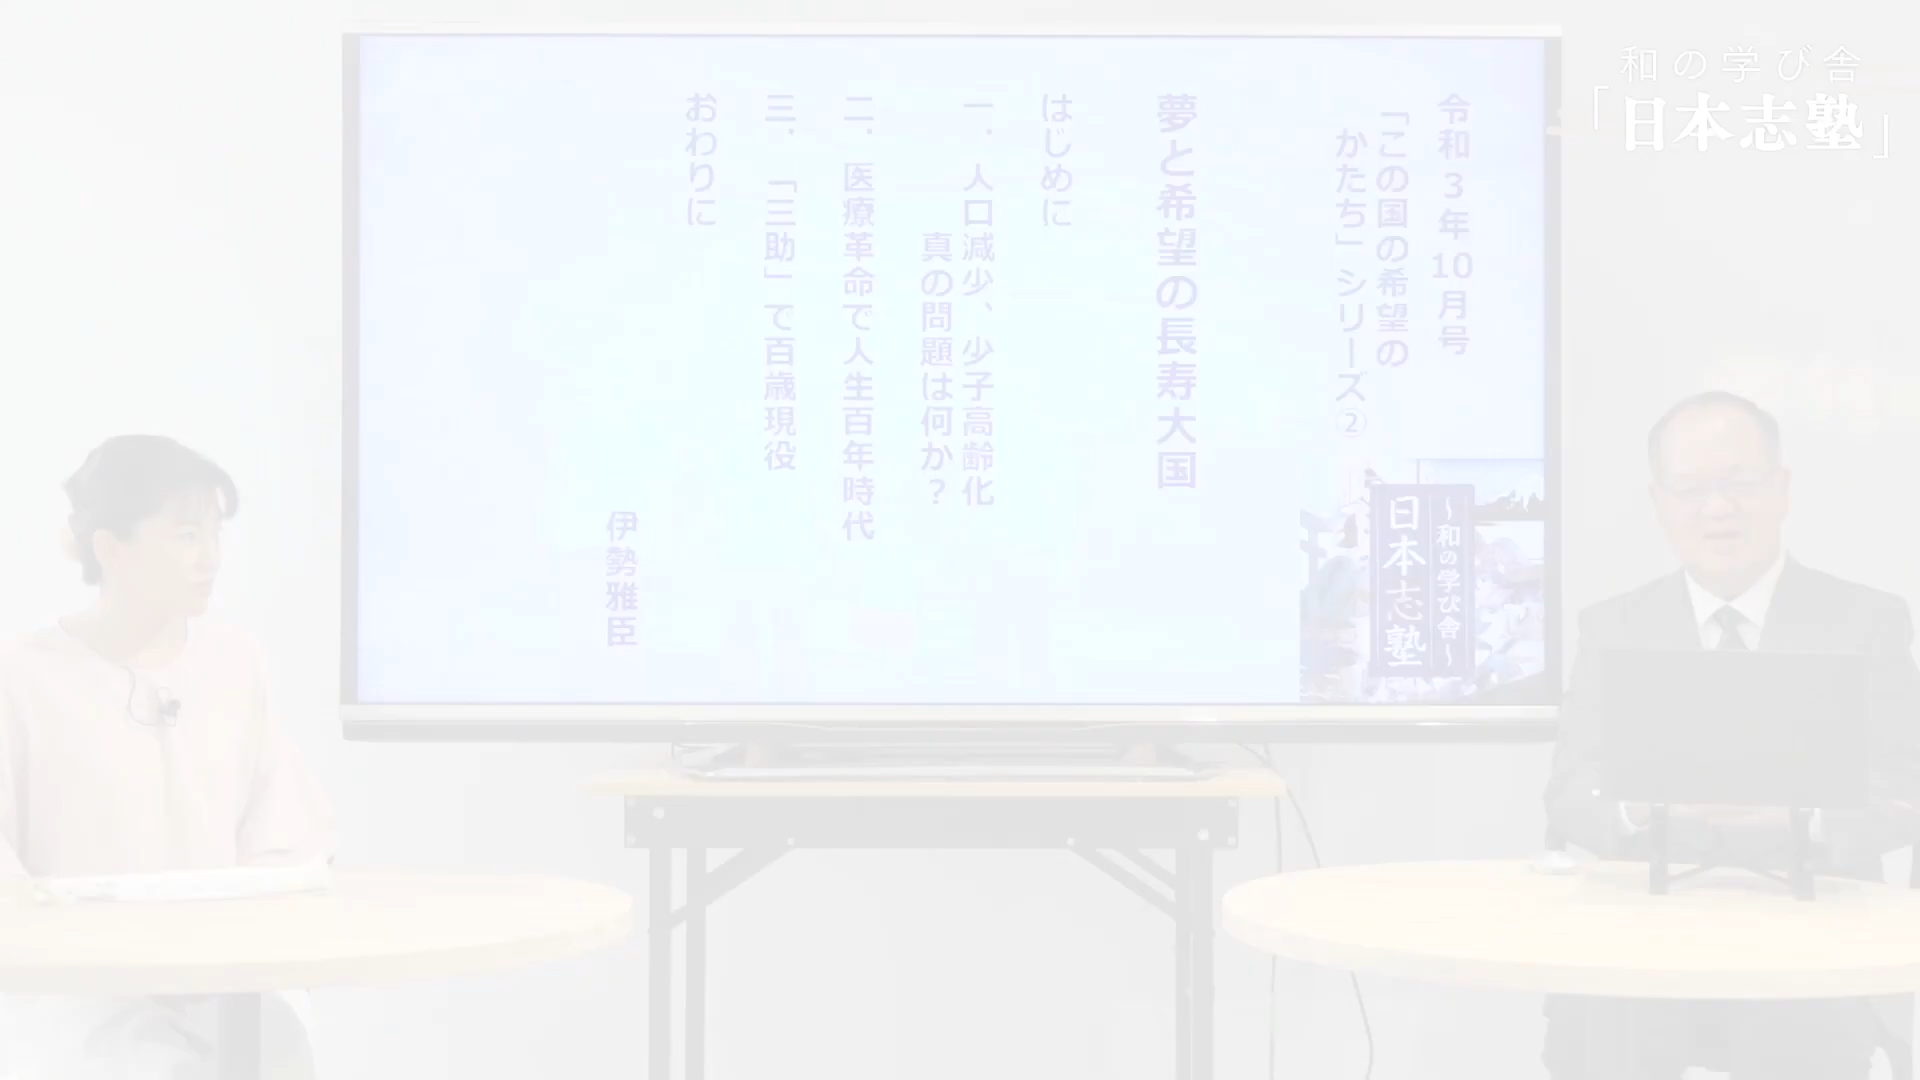 令和３年10月号
「この国の希望の
かたち」シリーズ②
夢と希望の長寿大国
はじめに
一．人口減少、少子高齢化
真の問題は何か？
二．医療革命で人生百年時代
三．「三助」で百歳現役
おわりに
伊勢雅臣
～和の学び舎～
日本志塾
和の学び舎
「日本志塾」